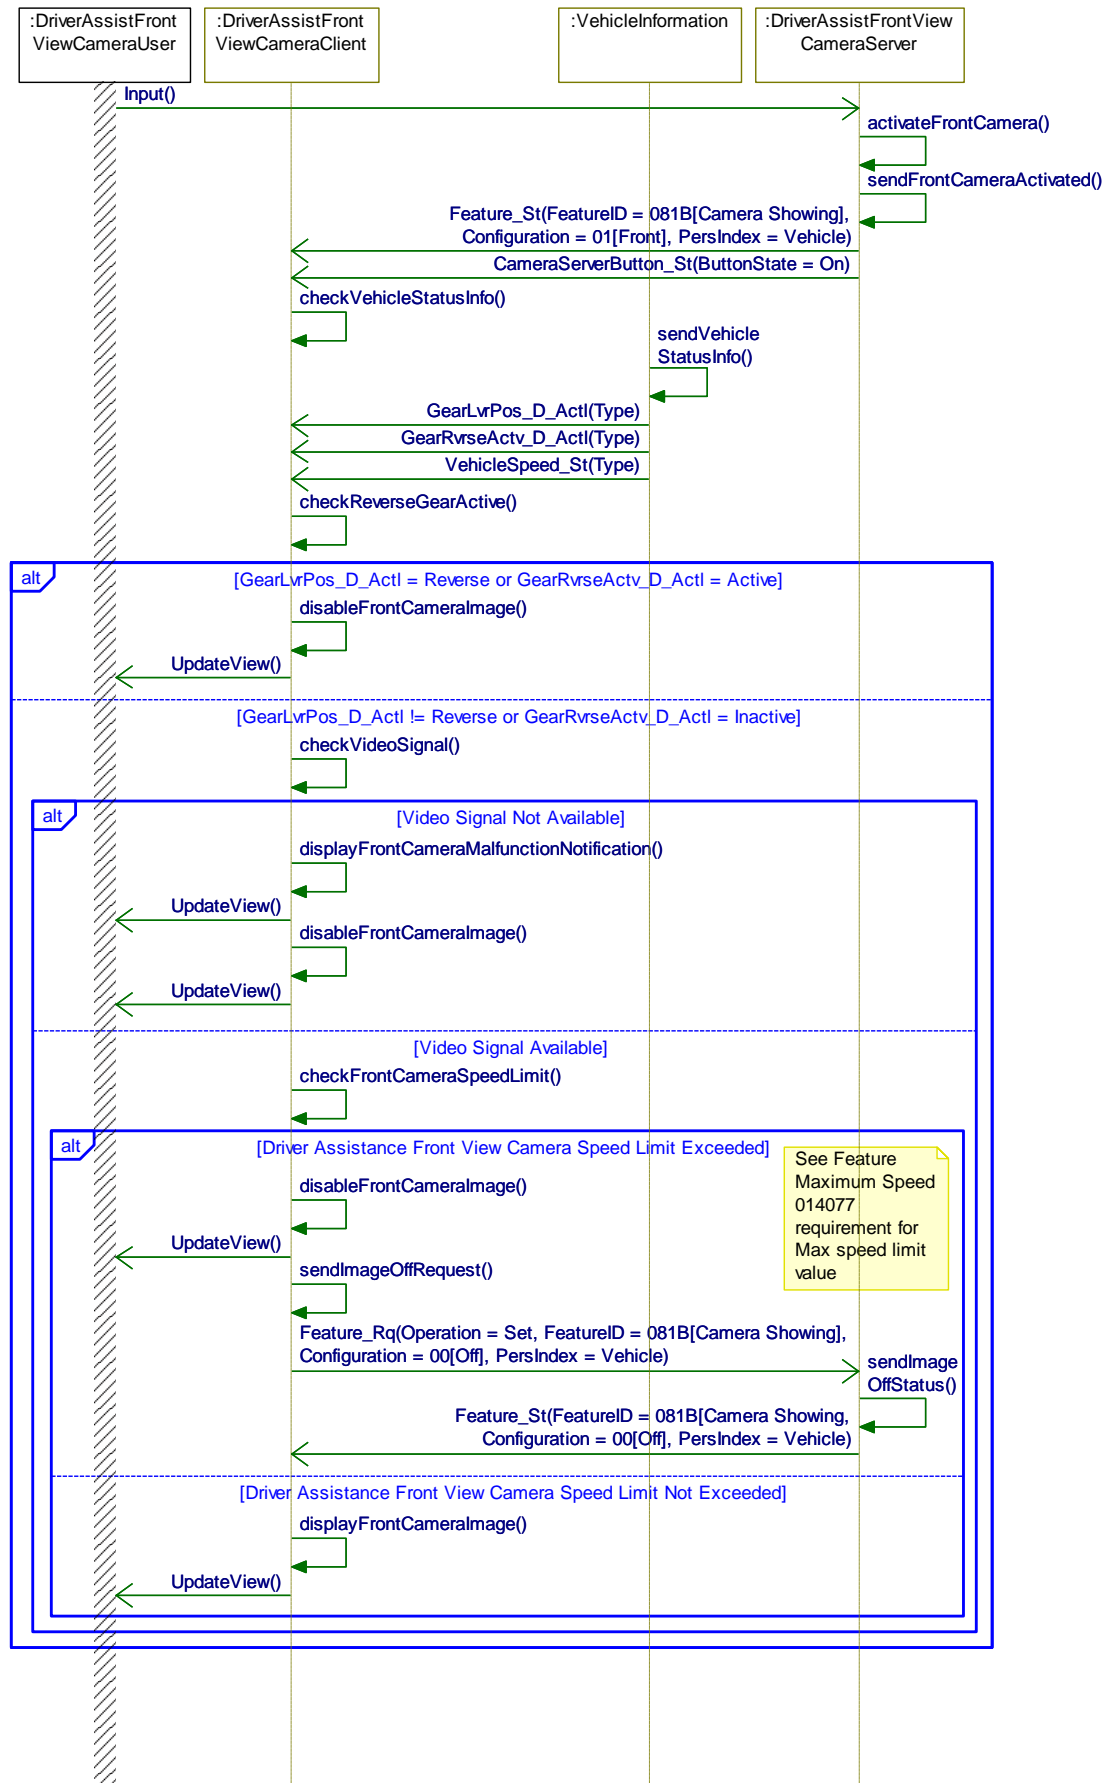 :DriverAssistFront
ViewCameraUser
:DriverAssistFront
ViewCameraClient
:VehicleInformation
:DriverAssistFrontView
CameraServer
Input()
activateFrontCamera()
sendFrontCameraActivated()
Feature_St(FeatureID = 081B[Camera Showing],
Configuration = 01[Front], PersIndex = Vehicle)
CameraServerButton_St(ButtonState = On)
checkVehicleStatusInfo()
sendVehicle
StatusInfo()
GearLvrPos_D_Actl(Type)
GearRvrseActv_D_Actl(Type)
VehicleSpeed_St(Type)
checkReverseGearActive()
alt
[GearLvrPos_D_Actl = Reverse or GearRvrseActv_D_Actl = Active]
disableFrontCameraImage()
UpdateView()
[GearLvrPos_D_Actl != Reverse or GearRvrseActv_D_Actl = Inactive]
checkVideoSignal()
alt
[Video Signal Not Available]
displayFrontCameraMalfunctionNotification()
UpdateView()
disableFrontCameraImage()
UpdateView()
[Video Signal Available]
checkFrontCameraSpeedLimit()
alt
[Driver Assistance Front View Camera Speed Limit Exceeded]
See Feature
Maximum Speed
014077
requirement for
Max speed limit
value
disableFrontCameraImage()
UpdateView()
sendImageOffRequest()
Feature_Rq(Operation = Set, FeatureID = 081B[Camera Showing],
Configuration = 00[Off], PersIndex = Vehicle)
sendImage
OffStatus()
Feature_St(FeatureID = 081B[Camera Showing,
Configuration = 00[Off], PersIndex = Vehicle)
[Driver Assistance Front View Camera Speed Limit Not Exceeded]
displayFrontCameraImage()
UpdateView()